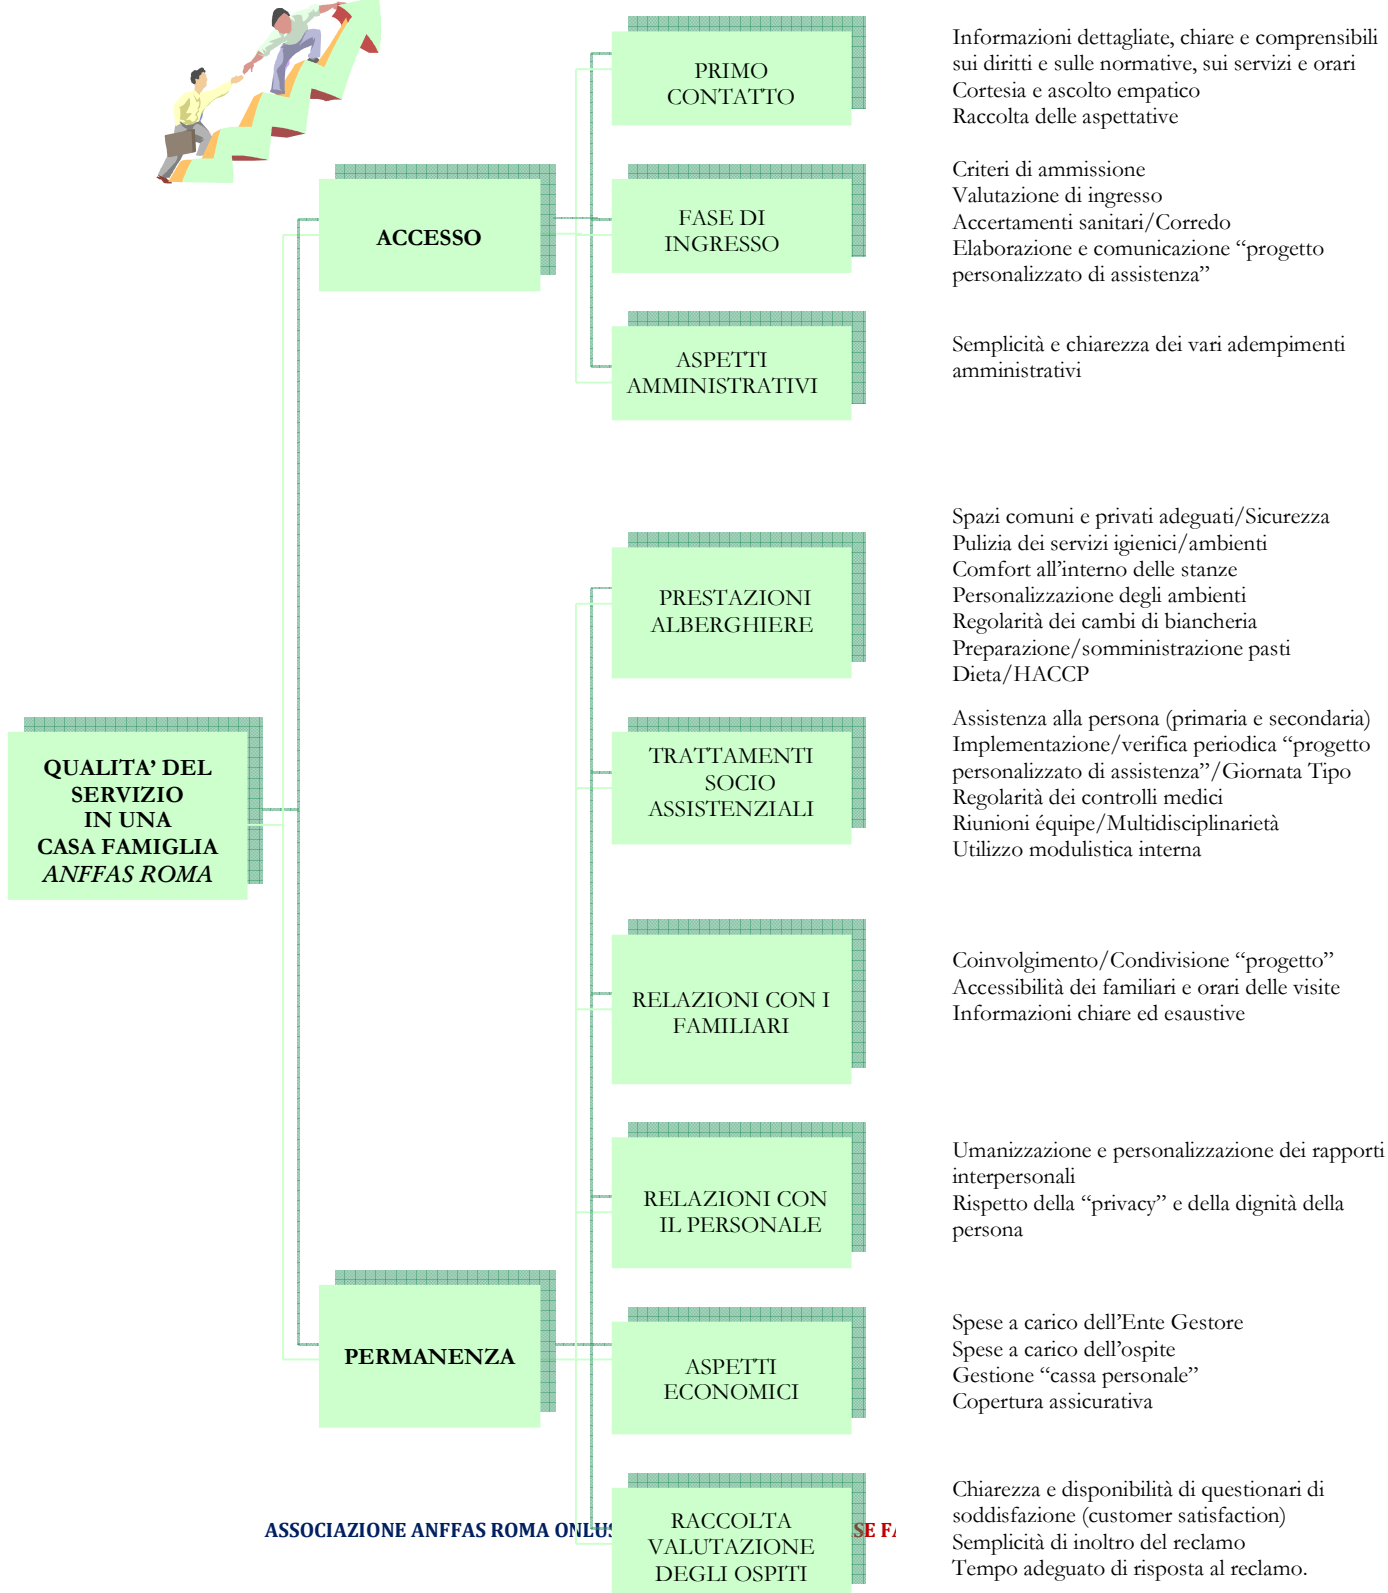 PRIMO
CONTATTO
Informazioni dettagliate, chiare e comprensibili
sui diritti e sulle normative, sui servizi e orari
Cortesia e ascolto empatico
Raccolta delle aspettative
ACCESSO
FASE DI
INGRESSO
Criteri di ammissione
Valutazione di ingresso
Accertamenti sanitari/Corredo
Elaborazione e comunicazione “progetto
personalizzato di assistenza”
ASPETTI
AMMINISTRATIVI
Semplicità e chiarezza dei vari adempimenti
amministrativi
PRESTAZIONI
ALBERGHIERE
Spazi comuni e privati adeguati/Sicurezza
Pulizia dei servizi igienici/ambienti
Comfort all’interno delle stanze
Personalizzazione degli ambienti
Regolarità dei cambi di biancheria
Preparazione/somministrazione pasti
Dieta/HACCP
QUALITA’ DEL
SERVIZIO
IN UNA
CASA FAMIGLIA
ANFFAS ROMA
TRATTAMENTI
SOCIO
ASSISTENZIALI
Assistenza alla persona (primaria e secondaria)
Implementazione/verifica periodica “progetto
personalizzato di assistenza”/Giornata Tipo
Regolarità dei controlli medici
Riunioni équipe/Multidisciplinarietà
Utilizzo modulistica interna
RELAZIONI CON I
FAMILIARI
Coinvolgimento/Condivisione “progetto”
Accessibilità dei familiari e orari delle visite
Informazioni chiare ed esaustive
RELAZIONI CON
IL PERSONALE
Umanizzazione e personalizzazione dei rapporti
interpersonali
Rispetto della “privacy” e della dignità della
persona
PERMANENZA
ASPETTI
ECONOMICI
Spese a carico dell’Ente Gestore
Spese a carico dell’ospite
Gestione “cassa personale”
Copertura assicurativa
RACCOLTA
VALUTAZIONE
DEGLI OSPITI
Chiarezza e disponibilità di questionari di
soddisfazione (customer satisfaction)
Semplicità di inoltro del reclamo
Tempo adeguato di risposta al reclamo.
ASSOCIAZIONE ANFFAS ROMA